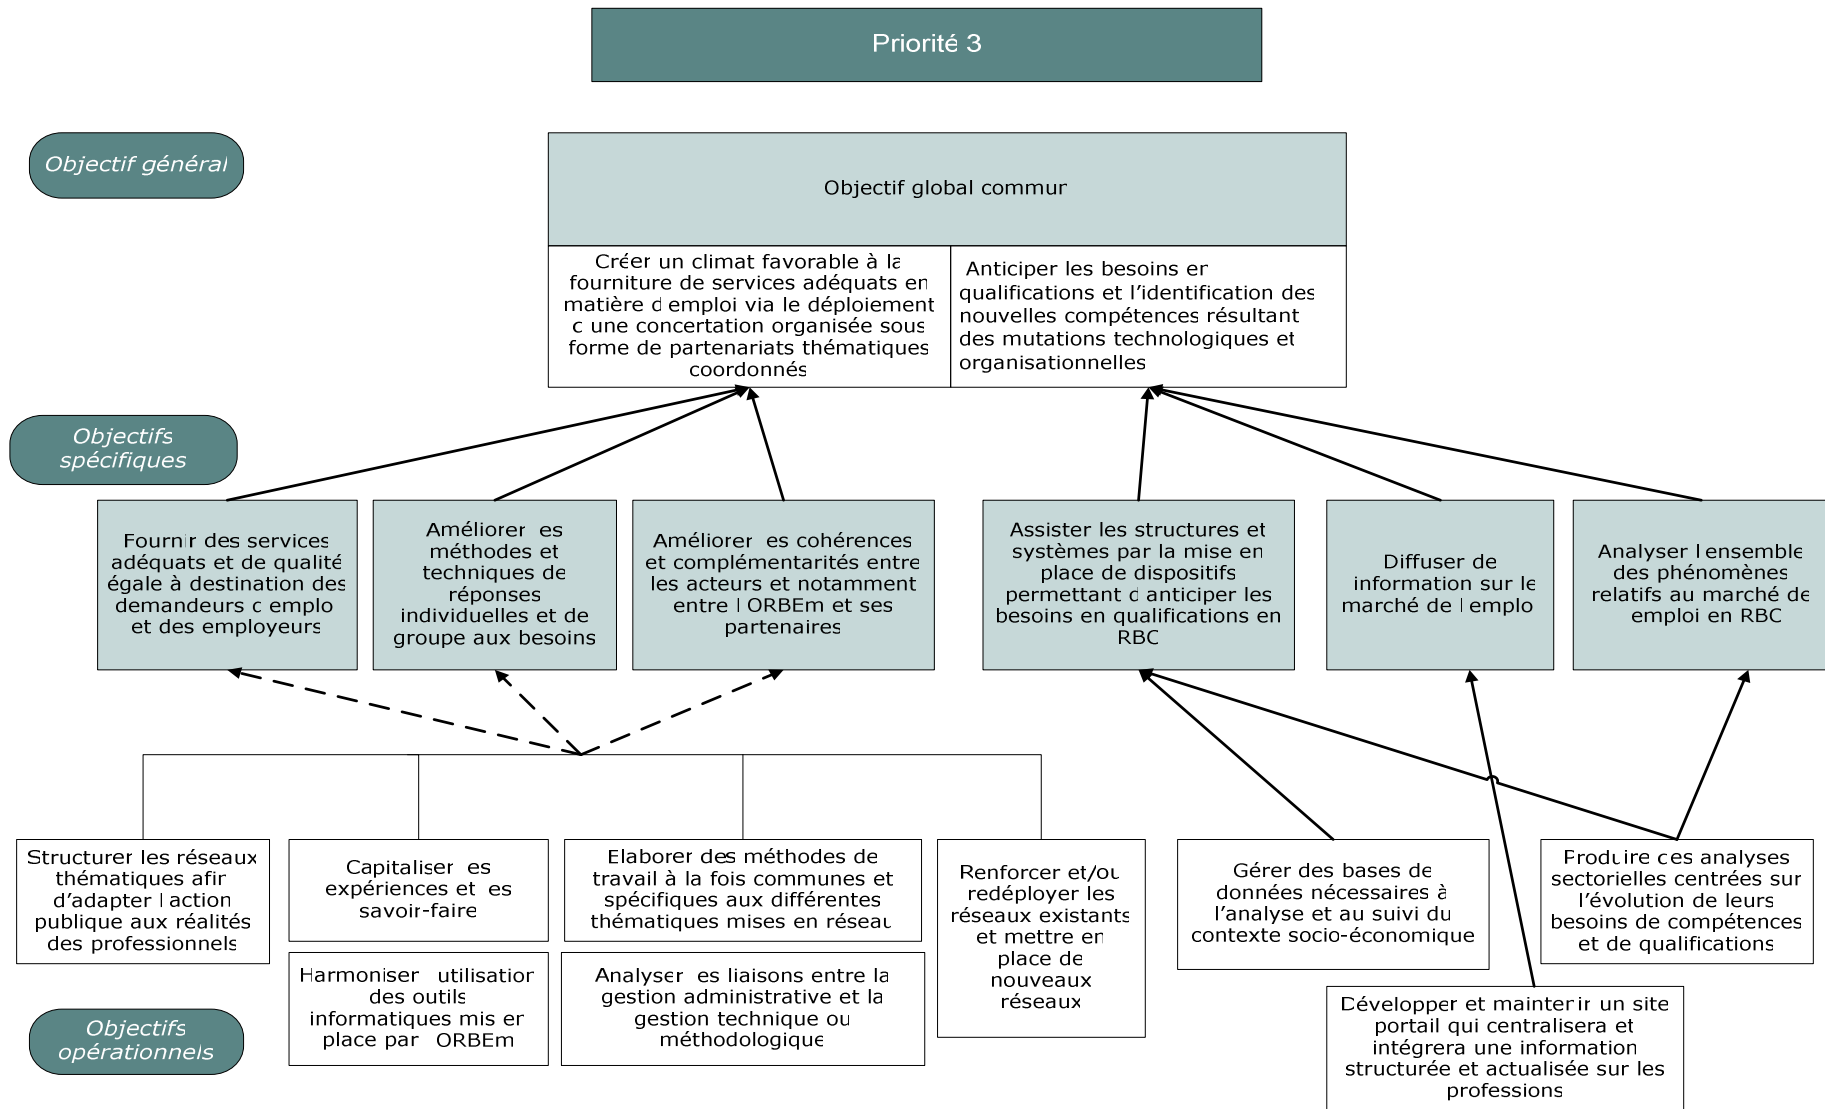 Priorité 3
Objectif général
Objectif global commun
Créer un climat favorable à la
fourniture de services adéquats en
matière d emploi via le déploiement
d une concertation organisée sous
forme de partenariats thématiques
coordonnés
Anticiper les besoins en
qualifications et l'identification des
nouvelles compétences résultant
des mutations technologiques et
organisationnelles
Objectifs
spécifiques
Fournir des services
adéquats et de qualité
égale à destination des
demandeurs d emplo
et des employeurs
Améliorer es
méthodes et
techniques de
réponses
individuelles et de
groupe aux besoins
Améliorer es cohérences
et complémentarités entre
les acteurs et notamment
entre l ORBEm et ses
partenaires
Assister les structures et
systèmes par la mise en
place de dispositifs
permettant d anticiper les
besoins en qualifications en
RBC
Diffuser de
information sur le
marché de l emplo
Analyser l ensemble
des phénomènes
relatifs au marché de
emploi en RBC
Structurer les réseaux
thématiques afin
d'adapter l action
publique aux réalités
des professionnels
Capitaliser es
expériences et es
savoir-faire
Elaborer des méthodes de
travail à la fois communes et
spécifiques aux différentes
thématiques mises en réseau
Renforcer et/ou
redéployer les
réseaux existants
et mettre en
place de
nouveaux
réseaux
Gérer des bases de
données nécessaires à
l'analyse et au suivi du
contexte socio-économique
Produire des analyses
sectorielles centrées sur
l'évolution de leurs
besoins de compétences
et de qualifications
Harmoniser utilisation
des outils
informatiques mis en
place par ORBEm
Analyser es liaisons entre la
gestion administrative et la
gestion technique ou
méthodologique
Objectifs
opérationnels
Développer et maintenir un site
portail qui centralisera et
intégrera une information
structurée et actualisée sur les
professions